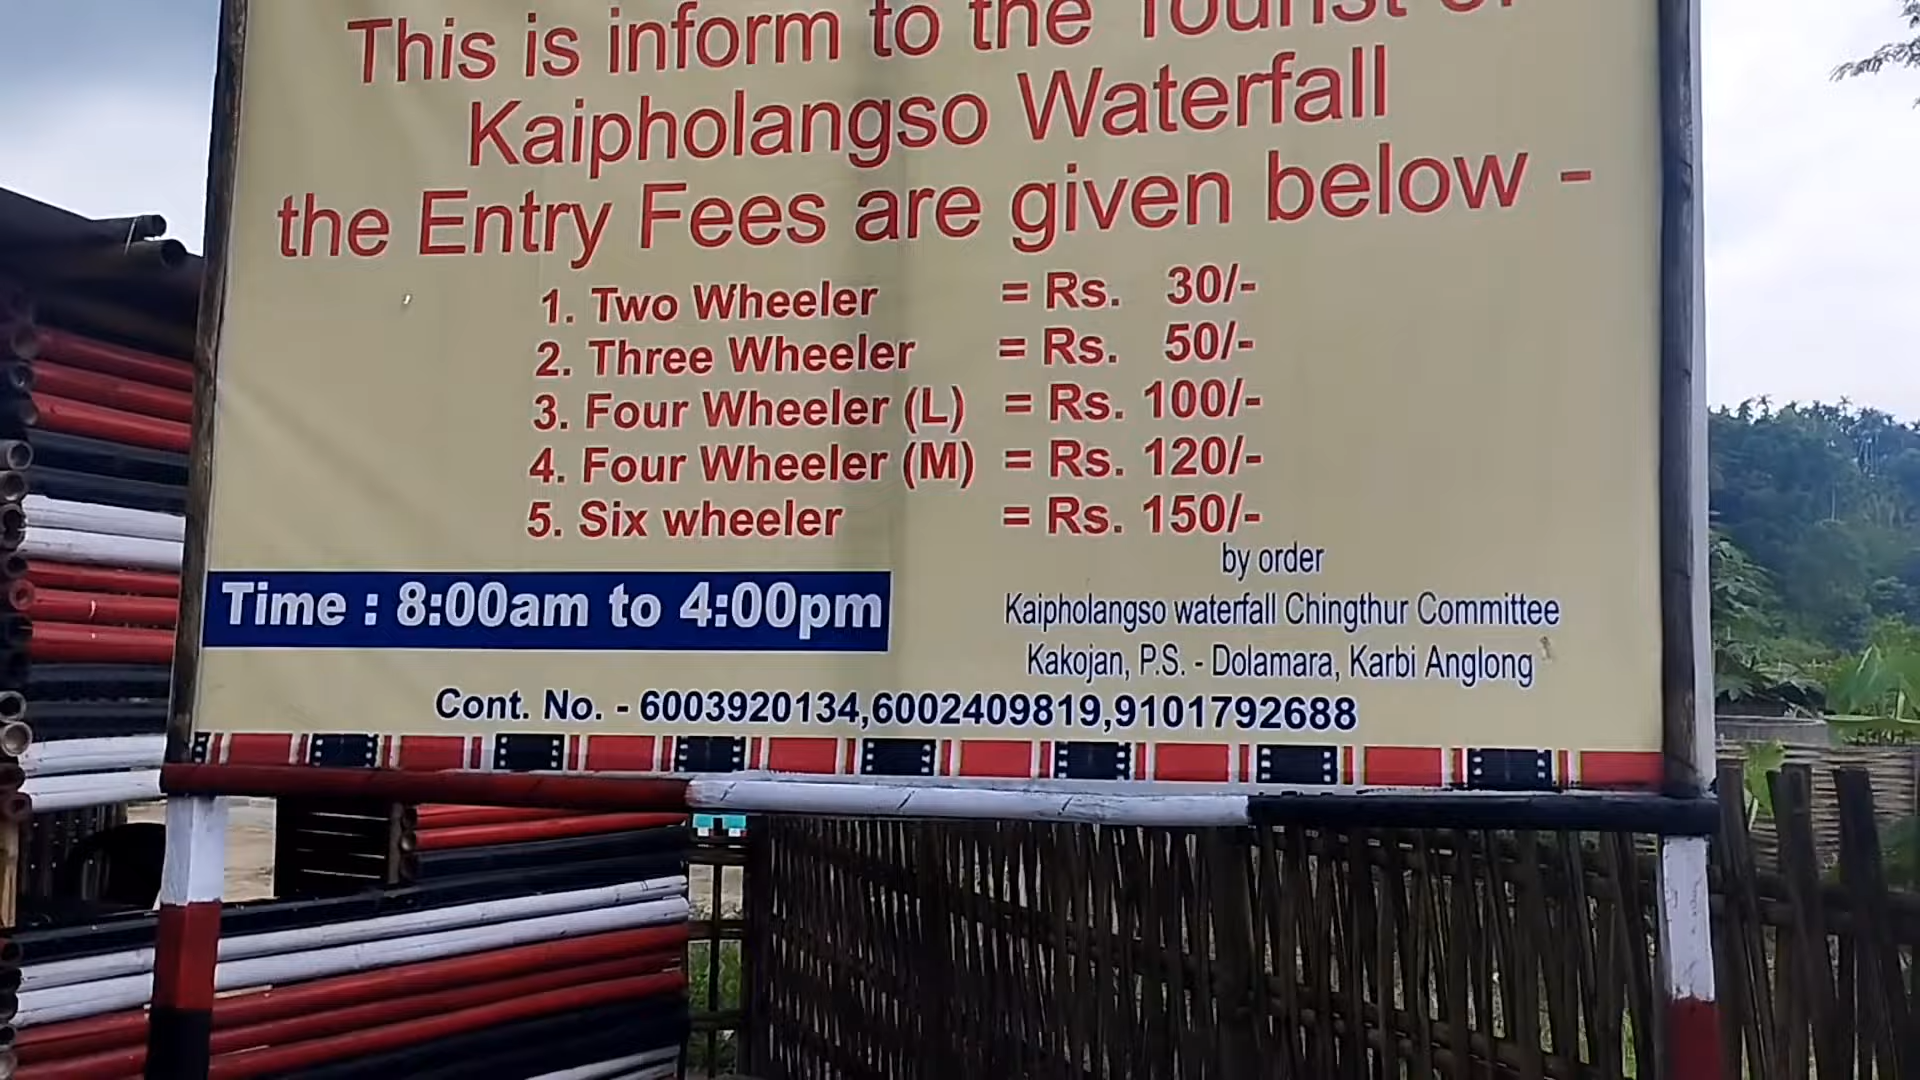 This is inform to the Tourist of
Kaipholangso Waterfall
the Entry Fees are given below -
1. Two Wheeler = Rs. 30/-
2. Three Wheeler = Rs. 50/-
3. Four Wheeler (L) = Rs. 100/-
4. Four Wheeler (M) = Rs. 120/-
5. Six wheeler = Rs. 150/-
by order
Time : 8:00am to 4:00pm
Kaipholangso waterfall Chingthur Committee
Kakojan, P.S. - Dolamara, Karbi Anglong
Cont. No. - 6003920134,6002409819,9101792688